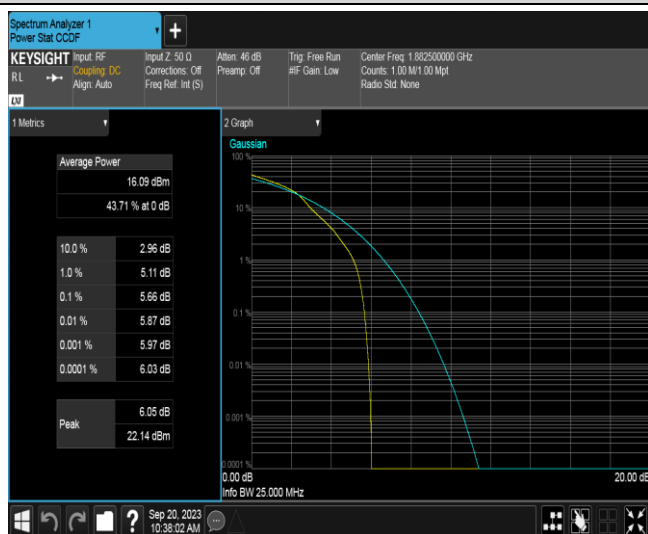 Spectrum Analyzer 1
Power Stat CCDF
KEYSIGHT
RL
LXI
Input: RF
Coupling: DC
Align: Auto
Input Z: 50 Ω
Corrections: Off
Freq Ref: Int (S)
Atten: 46 dB
Preamp: Off
Trig: Free Run
#IF Gain: Low
Center Freq: 1.882500000 GHz
Counts: 1.00 M/1.00 Mpt
Radio Std: None
1 Metrics
Average Power
16.09 dBm
43.71 % at 0 dB
10.0 % 2.96 dB
1.0 % 5.11 dB
0.1 % 5.66 dB
0.01 % 5.87 dB
0.001 % 5.97 dB
0.0001 % 6.03 dB
Peak
6.05 dB
22.14 dBm
2 Graph
Gaussian
100 %
10 %
1 %
0.1 %
0.01 %
0.001 %
0.0001 %
0.00 dB
20.00 dB
Info BW 25.000 MHz
?
Sep 20, 2023
10:38:02 AM